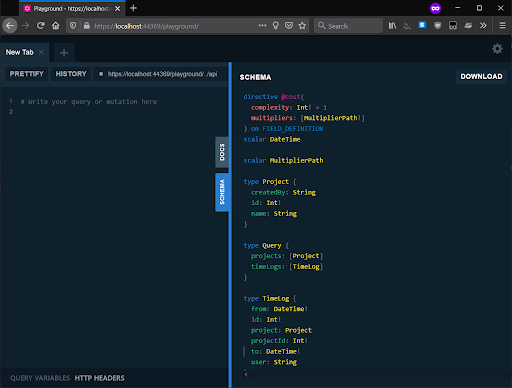 Playground - https://localhost:
https://localhost:44369/playground/
New Tab
PRETTIFY
HISTORY
https://localhost:44369/playground/../api
1 # Write your query or mutation here
2
DOCS
SCHEMA
QUERY VARIABLES
HTTP HEADERS
SCHEMA
DOWNLOAD
directive @cost(
complexity: Int! = 1
multipliers: [MultiplierPath!]
) on FIELD_DEFINITION
scalar DateTime
scalar MultiplierPath
type Project {
createdBy: String
id: Int!
name: String
}
type Query {
projects: [Project]
timeLogs: [TimeLog]
}
type TimeLog {
from: DateTime!
id: Int!
project: Project
projectId: Int!
to: DateTime!
user: String